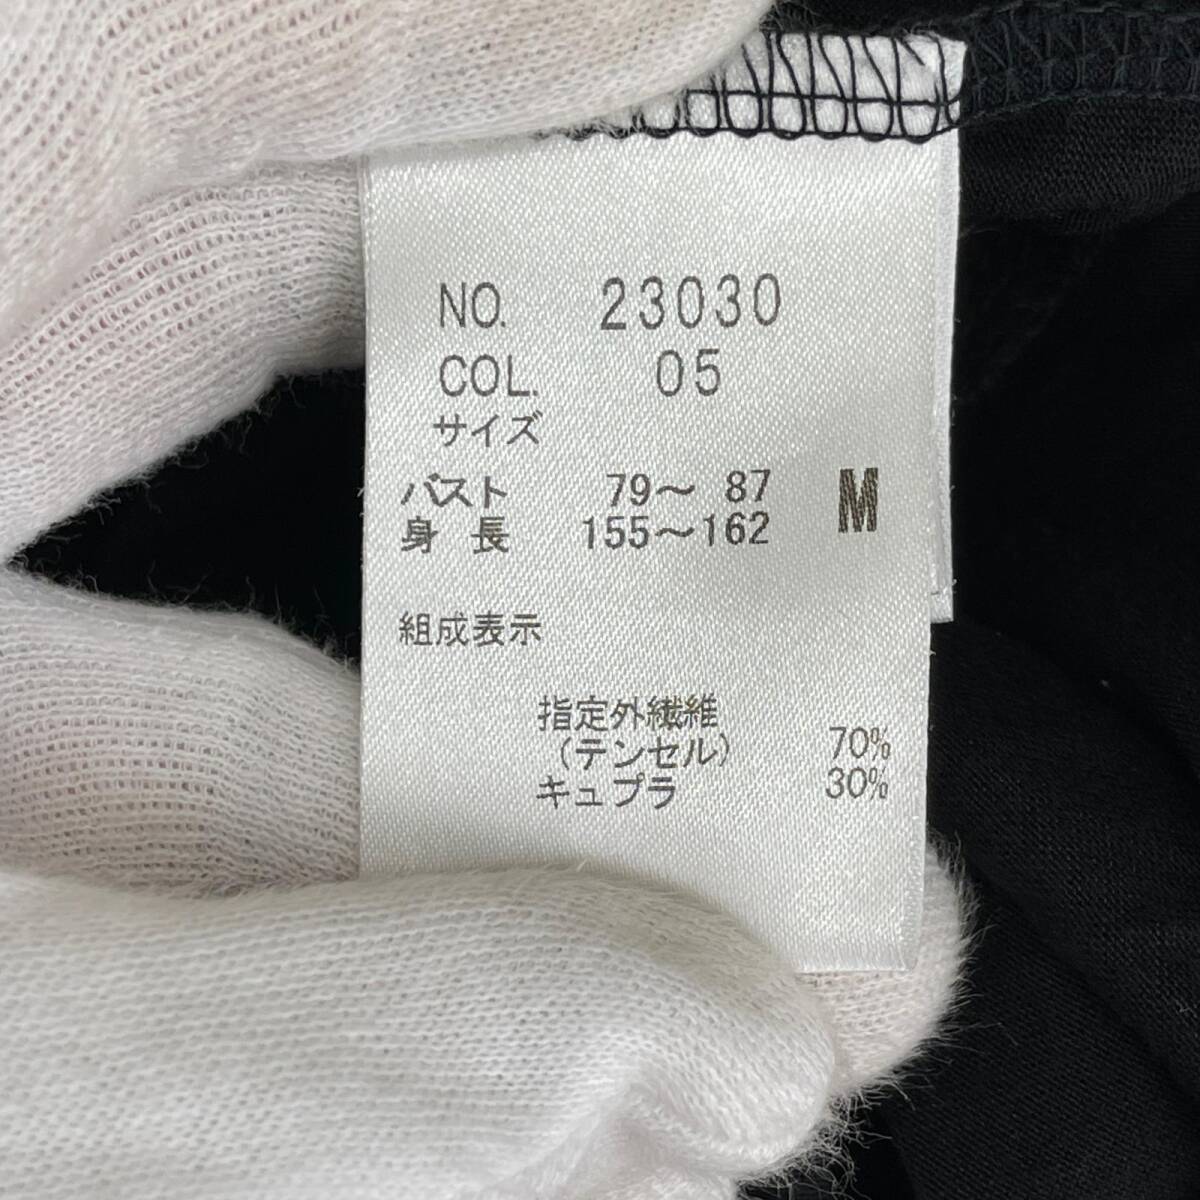 NO. 23030
COL. 05
サイズ
バスト 79〜 87 M
身 長 155〜162
組成表示
指定外繊維
(テンセル) 70%
キュプラ 30%